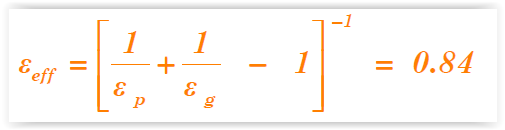 ε_eff = [ 1/ε_p + 1/ε_g − 1 ]^−1 = 0.84